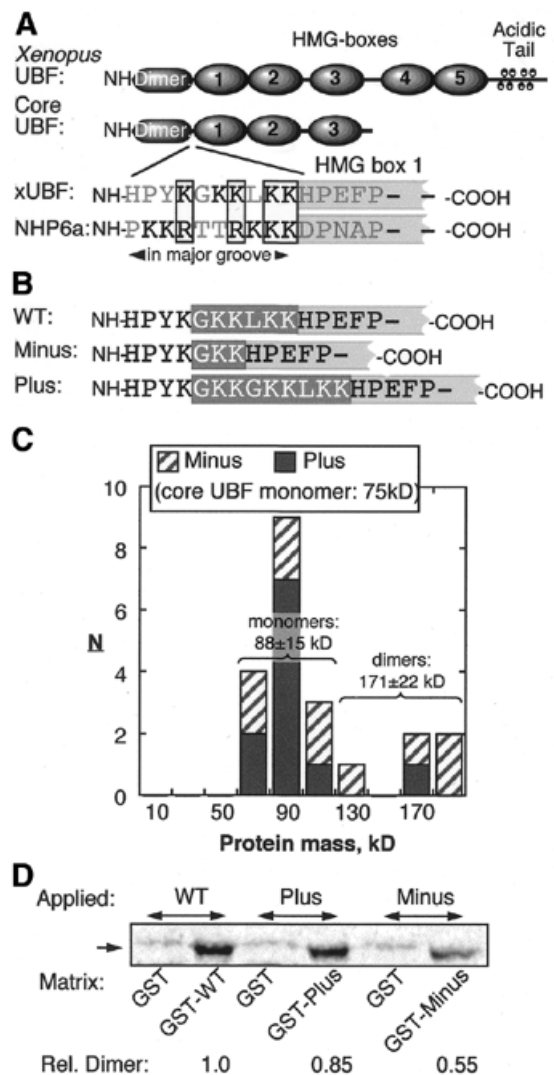 A
HMG-boxes
Acidic
Tail
Xenopus
UBF: NH Dimer 1 2 3 4 5
Core
UBF: NH Dimer 1 2 3
HMG box 1
xUBF: NH-HPYKGKKLKKHPEFP- - -COOH
NHP6a: NH-PKKRTTRKKKDPNAP- - -COOH
in major groove
B
WT: NH-HPYKGKKLKKHPEFP- -COOH
Minus: NH-HPYKGKKHPEFP- -COOH
Plus: NH-HPYKGKKGKKLKKHPEFP- -COOH
C
Minus Plus
(core UBF monomer: 75kD)
10
8
6
4
2
0
N
monomers:
88±15 kD
dimers:
171±22 kD
10 50 90 130 170
Protein mass, kD
D
Applied: WT Plus Minus
Matrix: GST GST-WT GST GST-Plus GST GST-Minus
Rel. Dimer: 1.0 0.85 0.55